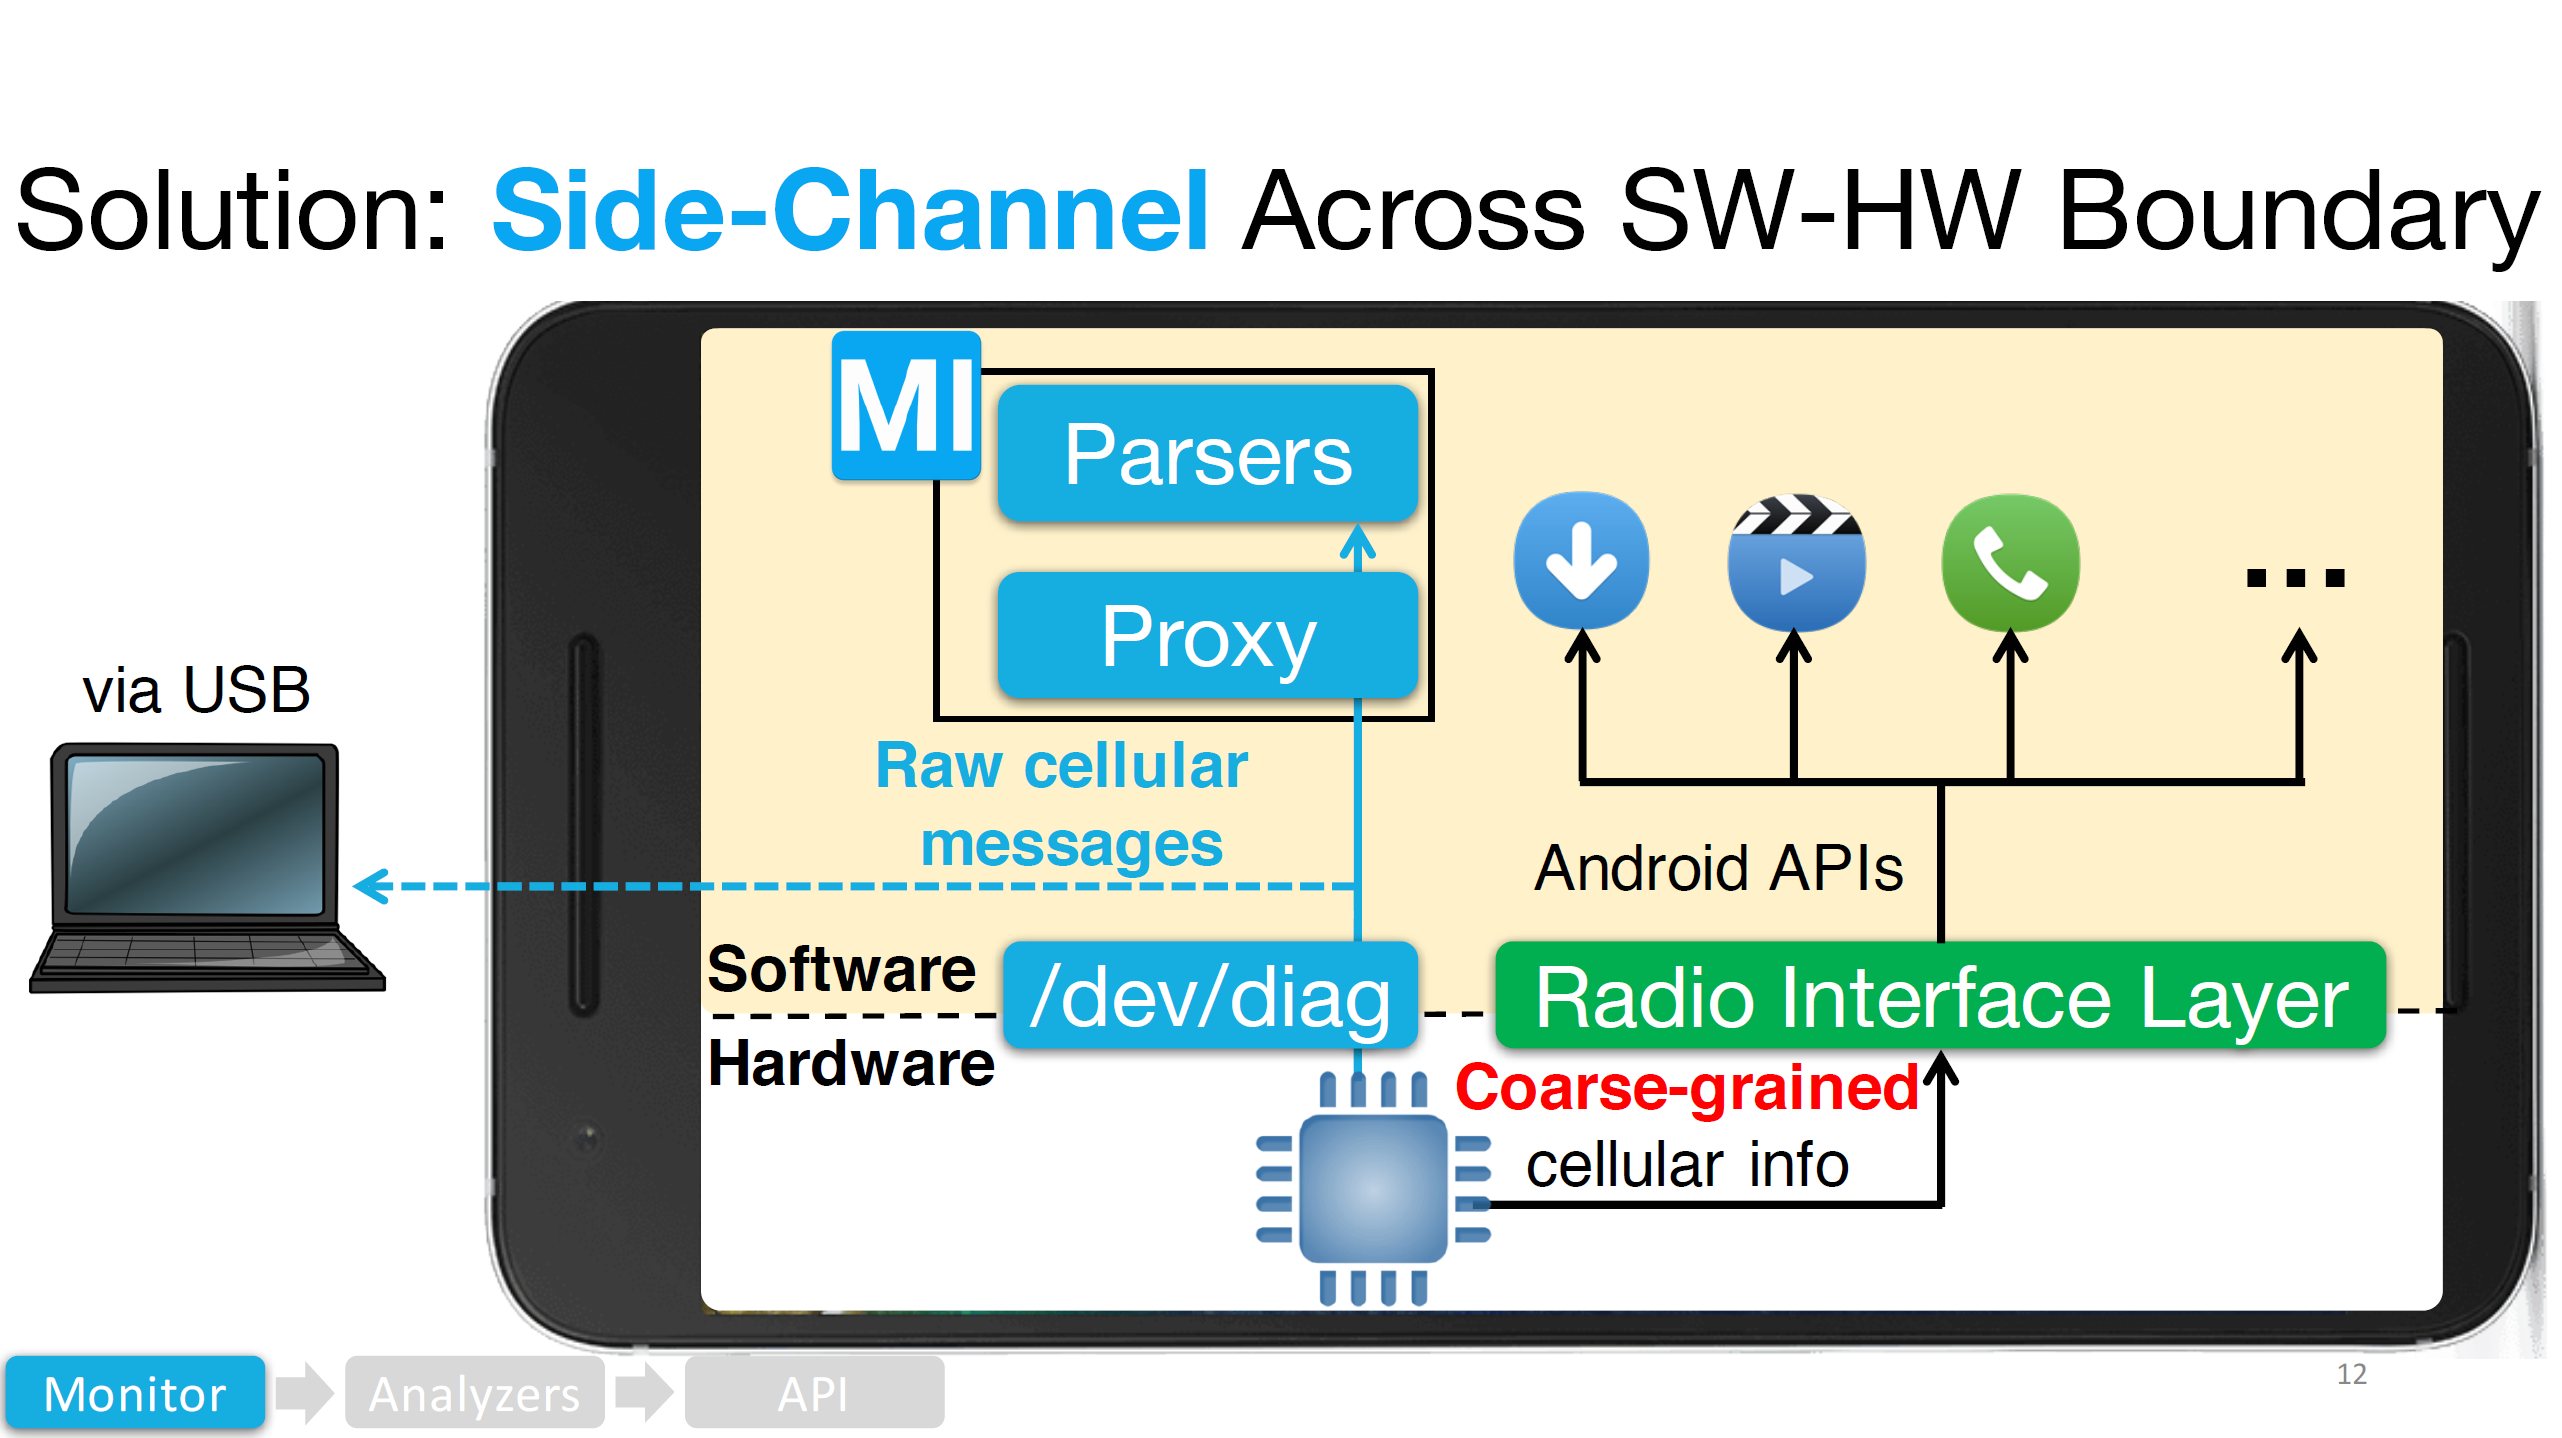 Solution: Side-Channel Across SW-HW Boundary
MI
Parsers
Proxy
via USB
Raw cellular
messages
...
Android APIs
Software
/dev/diag
Radio Interface Layer
Hardware
Coarse-grained
cellular info
Monitor
Analyzers
API
12